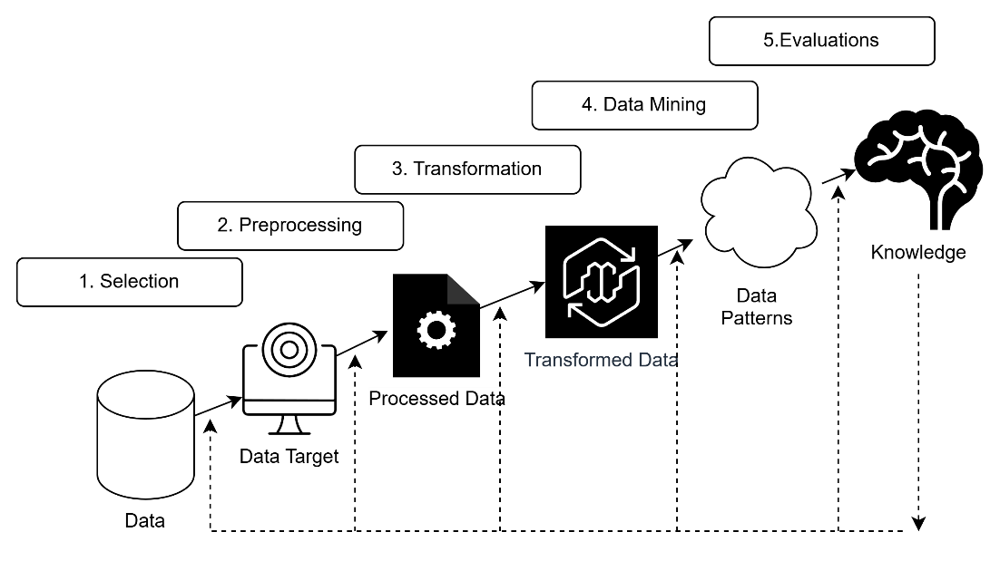 5.Evaluations
4. Data Mining
3. Transformation
2. Preprocessing
1. Selection
Knowledge
Data
Patterns
Transformed Data
Processed Data
Data Target
Data